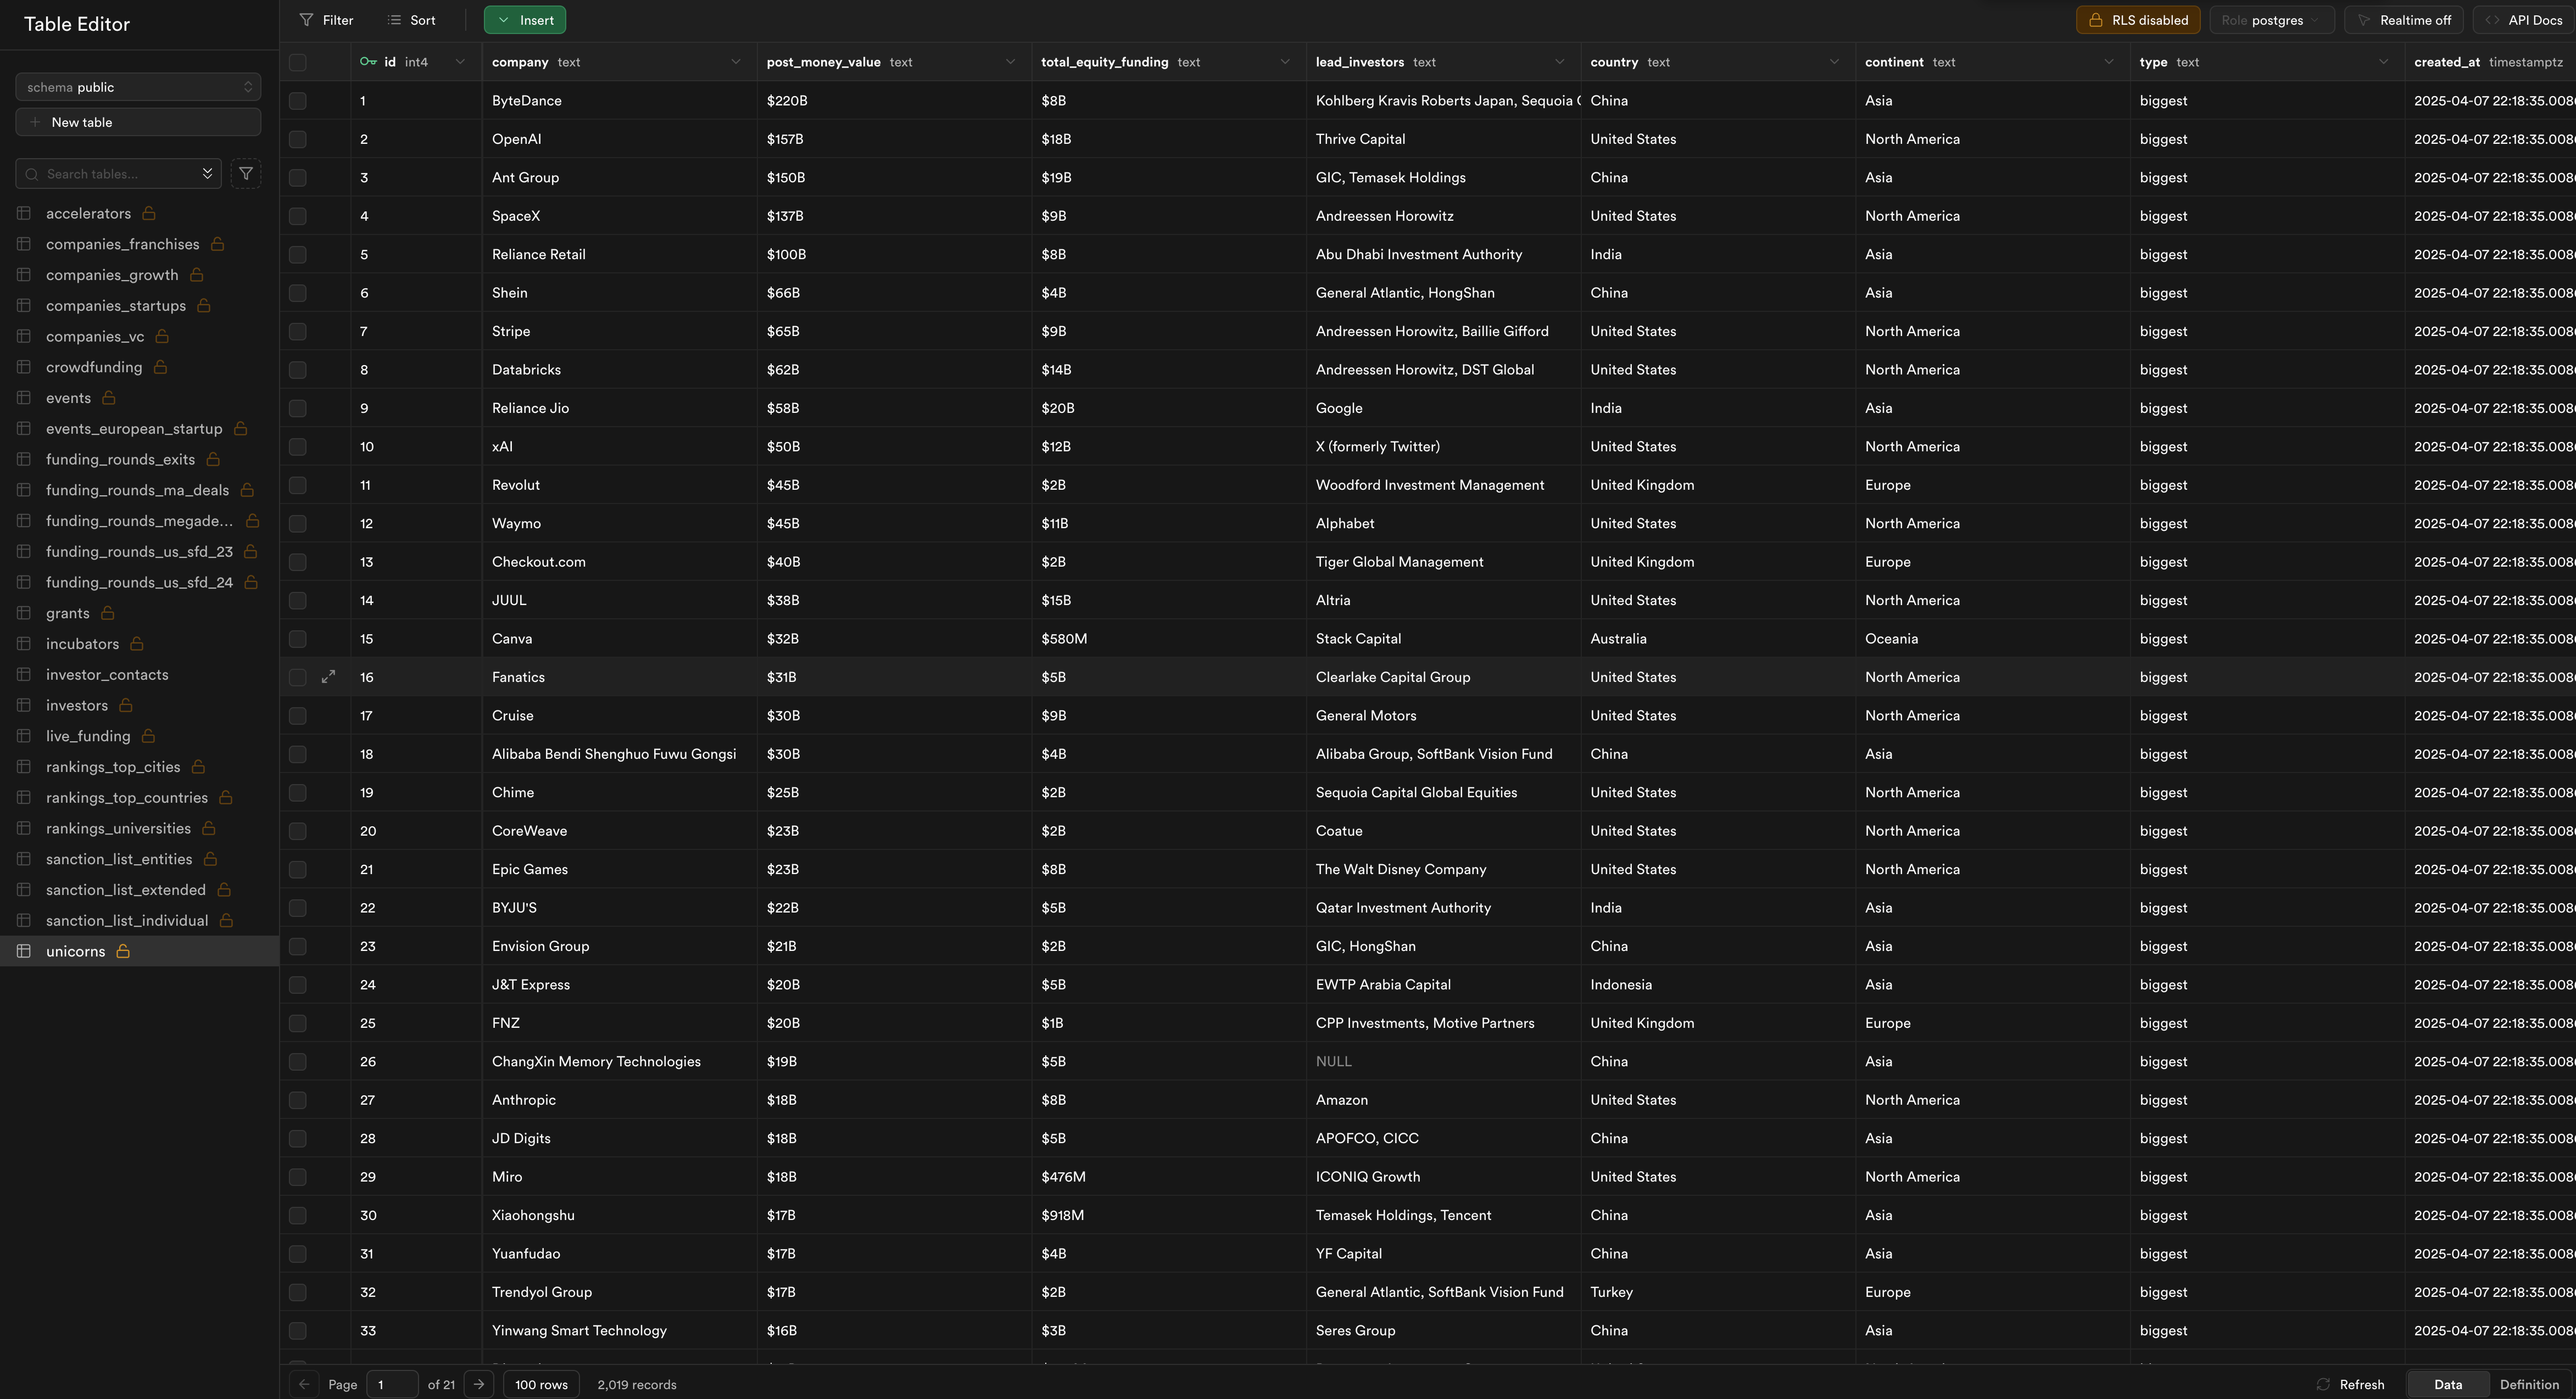 Table Editor
Filter Sort Insert RLS disabled Role postgres Realtime off API Docs
schema public
New table
Search tables...
accelerators
companies_franchises
companies_growth
companies_startups
companies_vc
crowdfunding
events
events_european_startup
funding_rounds_exits
funding_rounds_ma_deals
funding_rounds_megade...
funding_rounds_us_sfd_23
funding_rounds_us_sfd_24
grants
incubators
investor_contacts
investors
live_funding
rankings_top_cities
rankings_top_countries
rankings_universities
sanction_list_entities
sanction_list_extended
sanction_list_individual
unicorns
id int4 company text post_money_value text total_equity_funding text lead_investors text country text continent text type text created_at timestamptz
1 ByteDance $220B $8B Kohlberg Kravis Roberts Japan, Sequoia China Asia biggest 2025-04-07 22:18:35.008
2 OpenAI $157B $18B Thrive Capital United States North America biggest 2025-04-07 22:18:35.008
3 Ant Group $150B $19B GIC, Temasek Holdings China Asia biggest 2025-04-07 22:18:35.008
4 SpaceX $137B $9B Andreessen Horowitz United States North America biggest 2025-04-07 22:18:35.008
5 Reliance Retail $100B $8B Abu Dhabi Investment Authority India Asia biggest 2025-04-07 22:18:35.008
6 Shein $66B $4B General Atlantic, HongShan China Asia biggest 2025-04-07 22:18:35.008
7 Stripe $65B $9B Andreessen Horowitz, Baillie Gifford United States North America biggest 2025-04-07 22:18:35.008
8 Databricks $62B $14B Andreessen Horowitz, DST Global United States North America biggest 2025-04-07 22:18:35.008
9 Reliance Jio $58B $20B Google India Asia biggest 2025-04-07 22:18:35.008
10 xAI $50B $12B X (formerly Twitter) United States North America biggest 2025-04-07 22:18:35.008
11 Revolut $45B $2B Woodford Investment Management United Kingdom Europe biggest 2025-04-07 22:18:35.008
12 Waymo $45B $11B Alphabet United States North America biggest 2025-04-07 22:18:35.008
13 Checkout.com $40B $2B Tiger Global Management United Kingdom Europe biggest 2025-04-07 22:18:35.008
14 JUUL $38B $15B Altria United States North America biggest 2025-04-07 22:18:35.008
15 Canva $32B $580M Stack Capital Australia Oceania biggest 2025-04-07 22:18:35.008
16 Fanatics $31B $5B Clearlake Capital Group United States North America biggest 2025-04-07 22:18:35.008
17 Cruise $30B $9B General Motors United States North America biggest 2025-04-07 22:18:35.008
18 Alibaba Bendi Shenghuo Fuwu Gongsi $30B $4B Alibaba Group, SoftBank Vision Fund China Asia biggest 2025-04-07 22:18:35.008
19 Chime $25B $2B Sequoia Capital Global Equities United States North America biggest 2025-04-07 22:18:35.008
20 CoreWeave $23B $2B Coatue United States North America biggest 2025-04-07 22:18:35.008
21 Epic Games $23B $8B The Walt Disney Company United States North America biggest 2025-04-07 22:18:35.008
22 BYJU'S $22B $5B Qatar Investment Authority India Asia biggest 2025-04-07 22:18:35.008
23 Envision Group $21B $2B GIC, HongShan China Asia biggest 2025-04-07 22:18:35.008
24 J&T Express $20B $5B EWTP Arabia Capital Indonesia Asia biggest 2025-04-07 22:18:35.008
25 FNZ $20B $1B CPP Investments, Motive Partners United Kingdom Europe biggest 2025-04-07 22:18:35.008
26 ChangXin Memory Technologies $19B $5B NULL China Asia biggest 2025-04-07 22:18:35.008
27 Anthropic $18B $8B Amazon United States North America biggest 2025-04-07 22:18:35.008
28 JD Digits $18B $5B APOFCO, CICC China Asia biggest 2025-04-07 22:18:35.008
29 Miro $18B $476M ICONIQ Growth United States North America biggest 2025-04-07 22:18:35.008
30 Xiaohongshu $17B $918M Temasek Holdings, Tencent China Asia biggest 2025-04-07 22:18:35.008
31 Yuanfudao $17B $4B YF Capital China Asia biggest 2025-04-07 22:18:35.008
32 Trendyol Group $17B $2B General Atlantic, SoftBank Vision Fund Turkey Europe biggest 2025-04-07 22:18:35.008
33 Yinwang Smart Technology $16B $3B Seres Group China Asia biggest 2025-04-07 22:18:35.008
Page 1 of 21 100 rows 2,019 records Refresh Data Definition